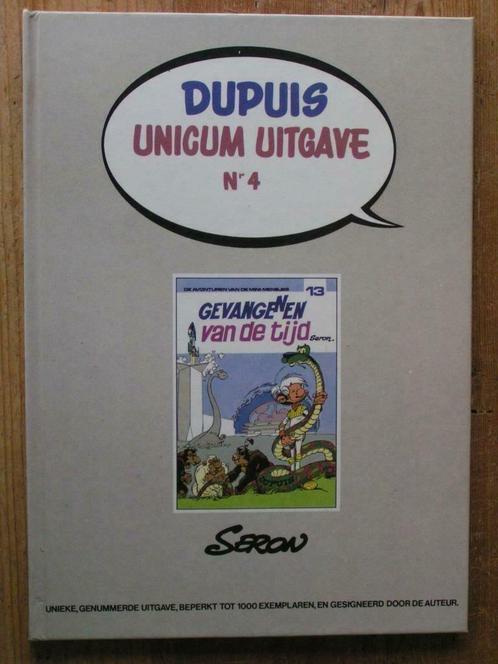 DUPUIS
UNICUM UITGAVE
Nr 4
DE AVONTUREN VAN DE MINI-MENSJES
13
GEVANGENEN
van de tijd
Seron.
DUPUIS
SERON
UNIEKE, GENUMMERDE UITGAVE, BEPERKT TOT 1000 EXEMPLAREN, EN GESIGNEERD DOOR DE AUTEUR.